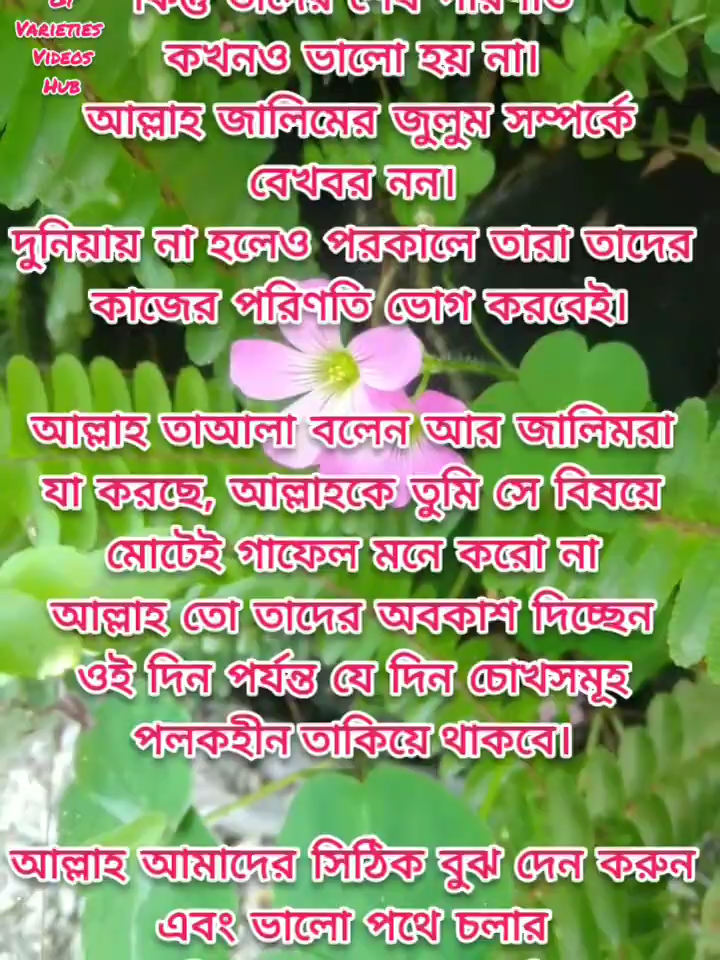 VARIETIES
VIDEOS
HUB
কখনও ভালো হয় না।
আল্লাহ জালিমের জুলুম সম্পর্কে
বেখবর নন।
দুনিয়ায় না হলেও পরকালে তারা তাদের
কাজের পরিণতি ভোগ করবেই।
আল্লাহ তাআলা বলেন আর জালিমরা
যা করছে, আল্লাহকে তুমি সে বিষয়ে
মোটেই গাফেল মনে করো না
আল্লাহ তো তাদের অবকাশ দিচ্ছেন
ওই দিন পর্যন্ত যে দিন চোখসমূহ
পলকহীন তাকিয়ে থাকবে।
আল্লাহ আমাদের সিঠিক বুঝ দেন করুন
এবং ভালো পথে চলার